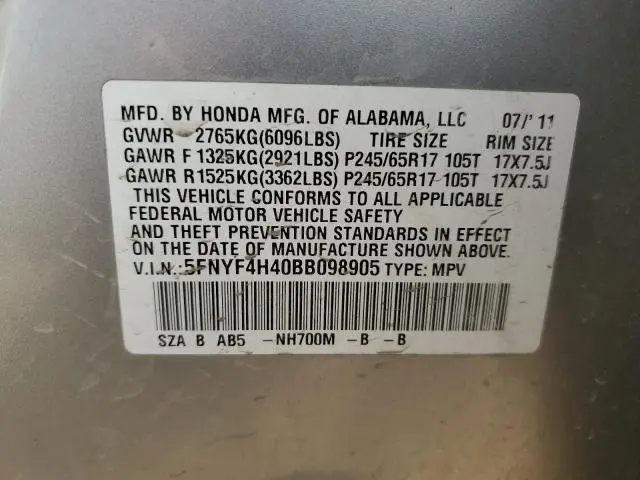 MFD. BY HONDA MFG. OF ALABAMA, LLC 07/'11
GVWR 2765KG(6096LBS) TIRE SIZE RIM SIZE
GAWR F 1325KG(2921LBS) P245/65R17 105T 17X7.5J
GAWR R1525KG(3362LBS) P245/65R17 105T 17X7.5J
THIS VEHICLE CONFORMS TO ALL APPLICABLE
FEDERAL MOTOR VEHICLE SAFETY
AND THEFT PREVENTION STANDARDS IN EFFECT
ON THE DATE OF MANUFACTURE SHOWN ABOVE.
V.I.N.:5FNYF4H40BB098905 TYPE: MPV
SZA B AB5 -NH700M -B -B